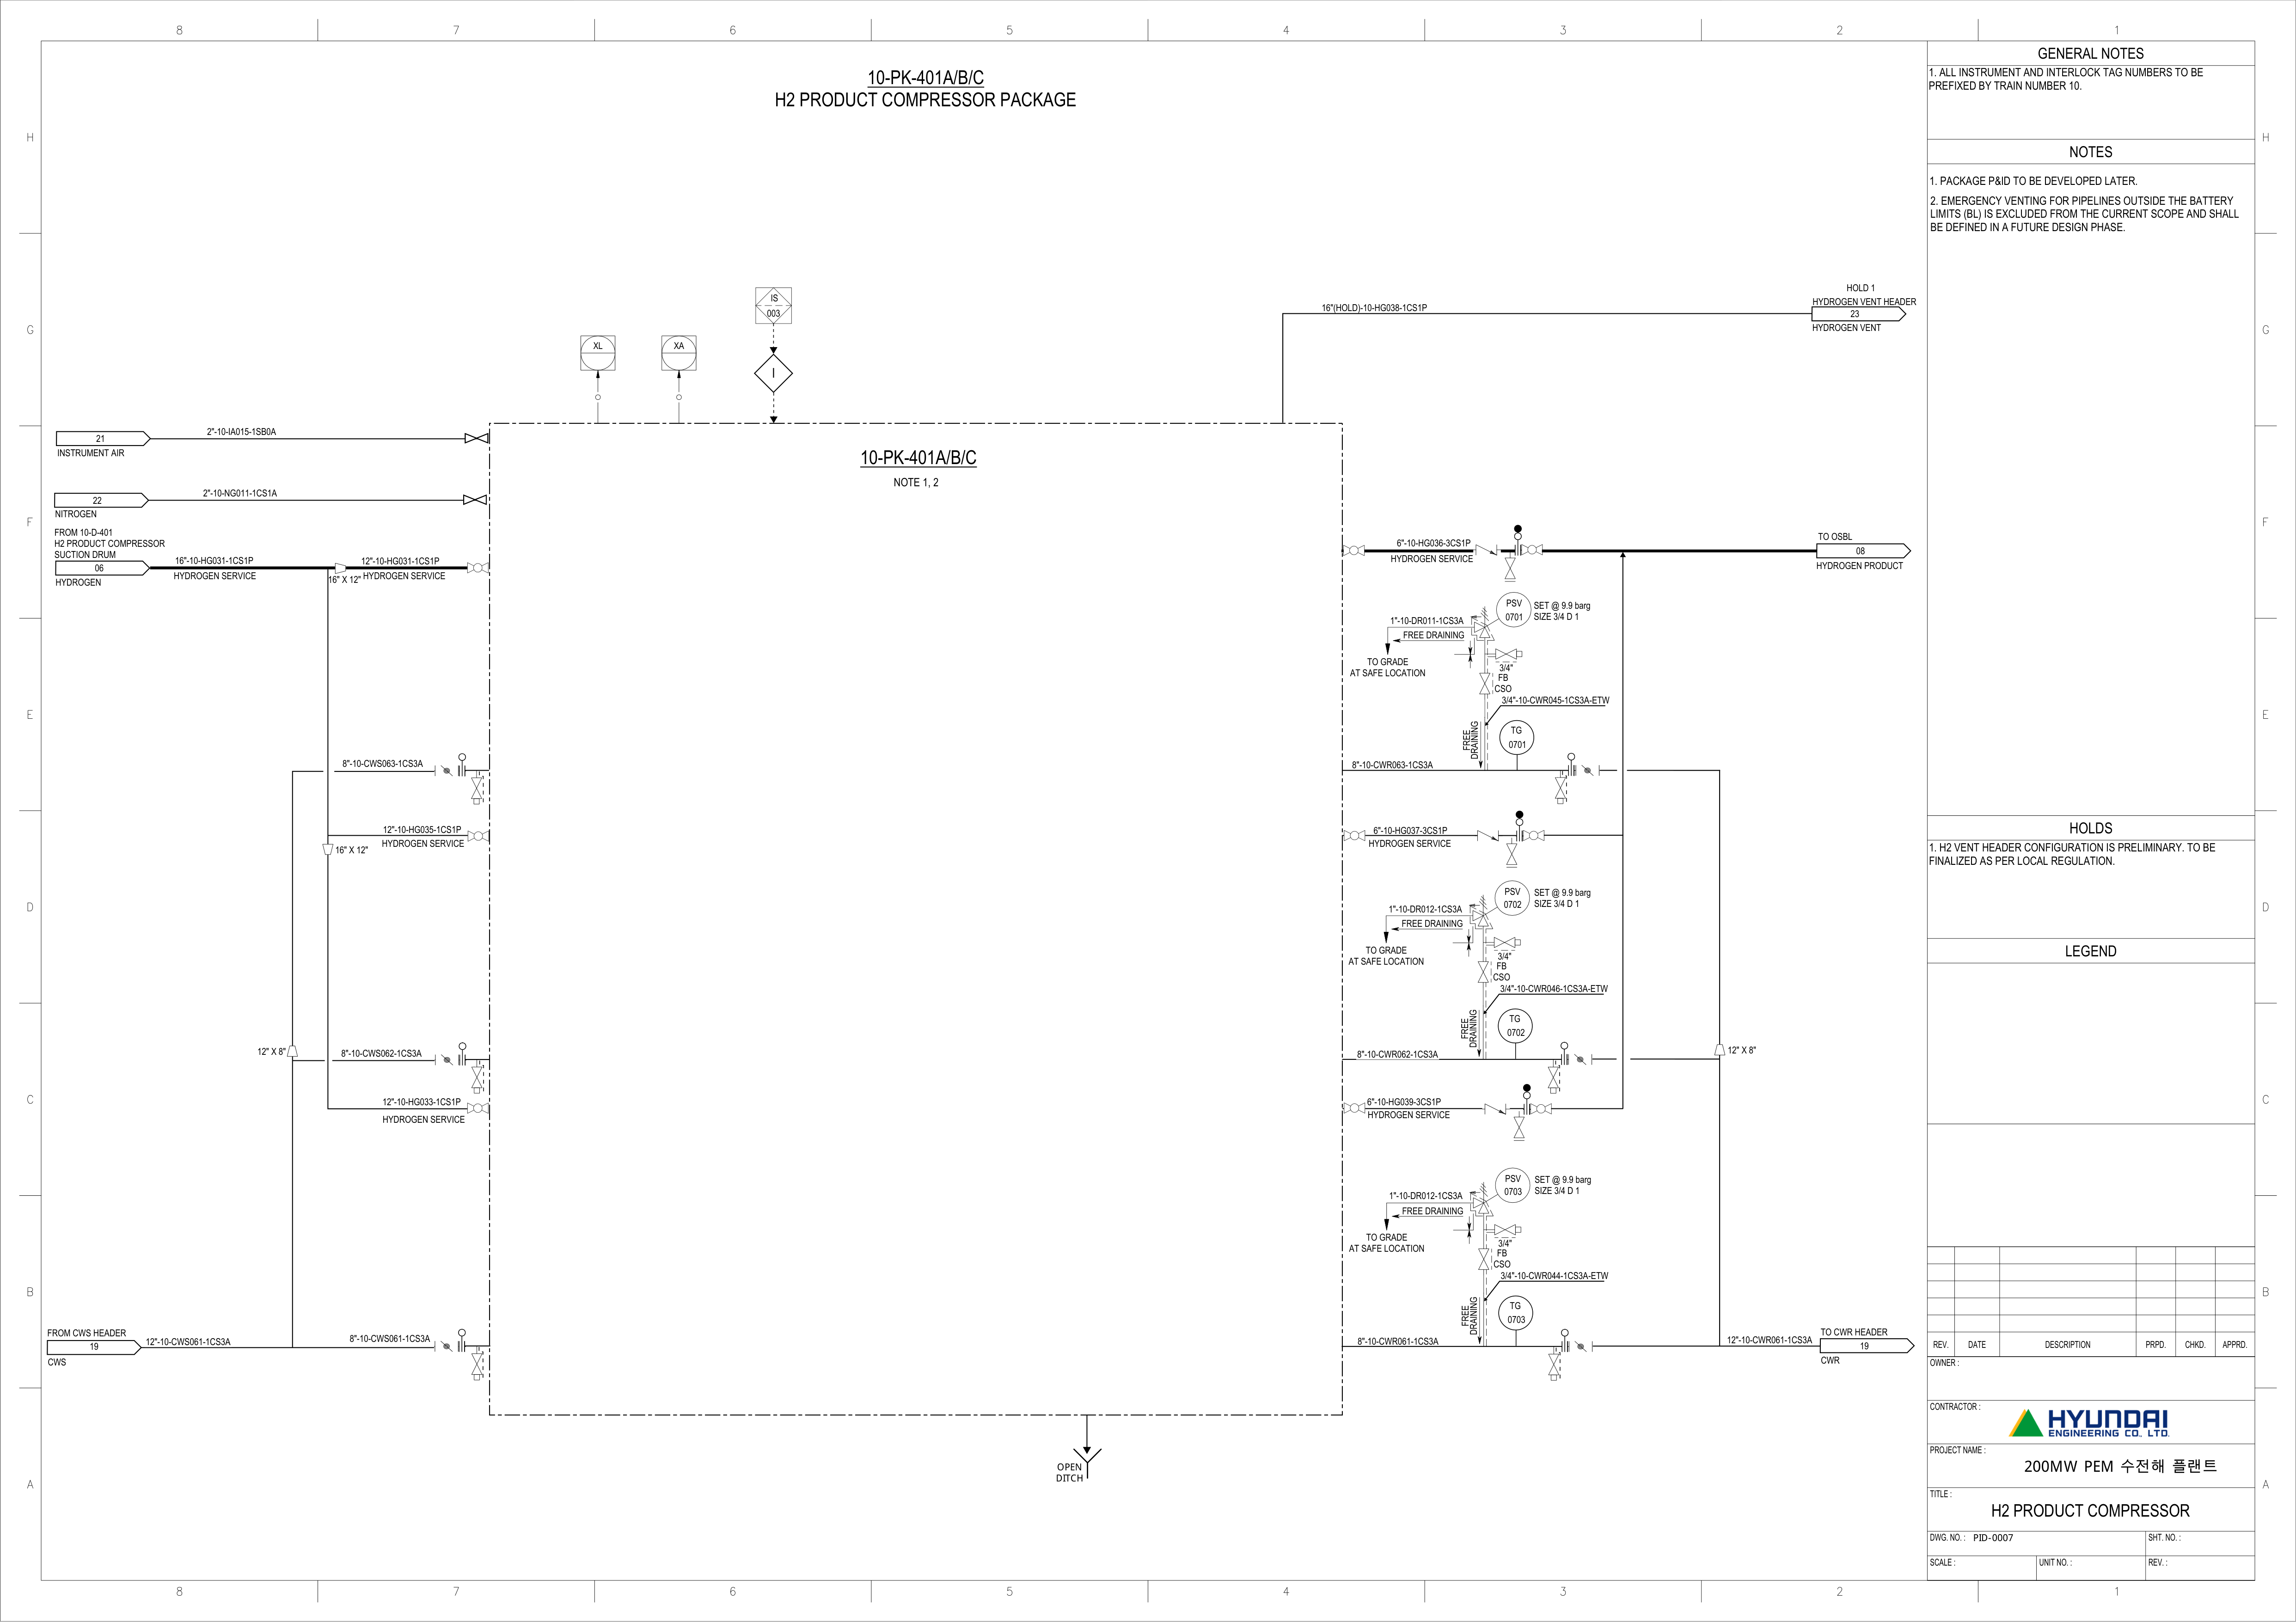 8 7 6 5 4 3 2 1
10-PK-401A/B/C
H2 PRODUCT COMPRESSOR PACKAGE
GENERAL NOTES
1. ALL INSTRUMENT AND INTERLOCK TAG NUMBERS TO BE
PREFIXED BY TRAIN NUMBER 10.
H
H
NOTES
1. PACKAGE P&ID TO BE DEVELOPED LATER.
2. EMERGENCY VENTING FOR PIPELINES OUTSIDE THE BATTERY
LIMITS (BL) IS EXCLUDED FROM THE CURRENT SCOPE AND SHALL
BE DEFINED IN A FUTURE DESIGN PHASE.
G
G
IS
003
I
XL
XA
16"(HOLD)-10-HG038-1CS1P
HOLD 1
HYDROGEN VENT HEADER
23
HYDROGEN VENT
21
INSTRUMENT AIR
2"-10-IA015-1SB0A
10-PK-401A/B/C
NOTE 1, 2
22
NITROGEN
2"-10-NG011-1CS1A
F
F
FROM 10-D-401
H2 PRODUCT COMPRESSOR
SUCTION DRUM
06
HYDROGEN
16"-10-HG031-1CS1P
HYDROGEN SERVICE
16" X 12"
12"-10-HG031-1CS1P
HYDROGEN SERVICE
6"-10-HG036-3CS1P
HYDROGEN SERVICE
TO OSBL
08
HYDROGEN PRODUCT
PSV
0701
SET @ 9.9 barg
SIZE 3/4 D 1
1"-10-DR011-1CS3A
FREE DRAINING
TO GRADE
AT SAFE LOCATION
3/4"
FB
CSO
3/4"-10-CWR045-1CS3A-ETW
FREE
DRAINING
TG
0701
E
E
8"-10-CWS063-1CS3A
8"-10-CWR063-1CS3A
12"-10-HG035-1CS1P
HYDROGEN SERVICE
16" X 12"
6"-10-HG037-3CS1P
HYDROGEN SERVICE
HOLDS
1. H2 VENT HEADER CONFIGURATION IS PRELIMINARY. TO BE
FINALIZED AS PER LOCAL REGULATION.
D
D
PSV
0702
SET @ 9.9 barg
SIZE 3/4 D 1
1"-10-DR012-1CS3A
FREE DRAINING
TO GRADE
AT SAFE LOCATION
3/4"
FB
CSO
3/4"-10-CWR046-1CS3A-ETW
FREE
DRAINING
TG
0702
LEGEND
12" X 8"
8"-10-CWS062-1CS3A
8"-10-CWR062-1CS3A
12" X 8"
C
C
12"-10-HG033-1CS1P
HYDROGEN SERVICE
6"-10-HG039-3CS1P
HYDROGEN SERVICE
PSV
0703
SET @ 9.9 barg
SIZE 3/4 D 1
1"-10-DR012-1CS3A
FREE DRAINING
TO GRADE
AT SAFE LOCATION
3/4"
FB
CSO
3/4"-10-CWR044-1CS3A-ETW
FREE
DRAINING
TG
0703
B
B
FROM CWS HEADER
19
CWS
12"-10-CWS061-1CS3A
8"-10-CWS061-1CS3A
8"-10-CWR061-1CS3A
12"-10-CWR061-1CS3A
TO CWR HEADER
19
CWR
OPEN
DITCH
A
A
REV. DATE DESCRIPTION PRPD. CHKD. APPRD.
OWNER :
CONTRACTOR :
HYUNDAI
ENGINEERING CO., LTD.
PROJECT NAME :
200MW PEM 수전해 플랜트
TITLE :
H2 PRODUCT COMPRESSOR
DWG. NO. : PID-0007
SHT. NO. :
SCALE :
UNIT NO. :
REV. :
8 7 6 5 4 3 2 1